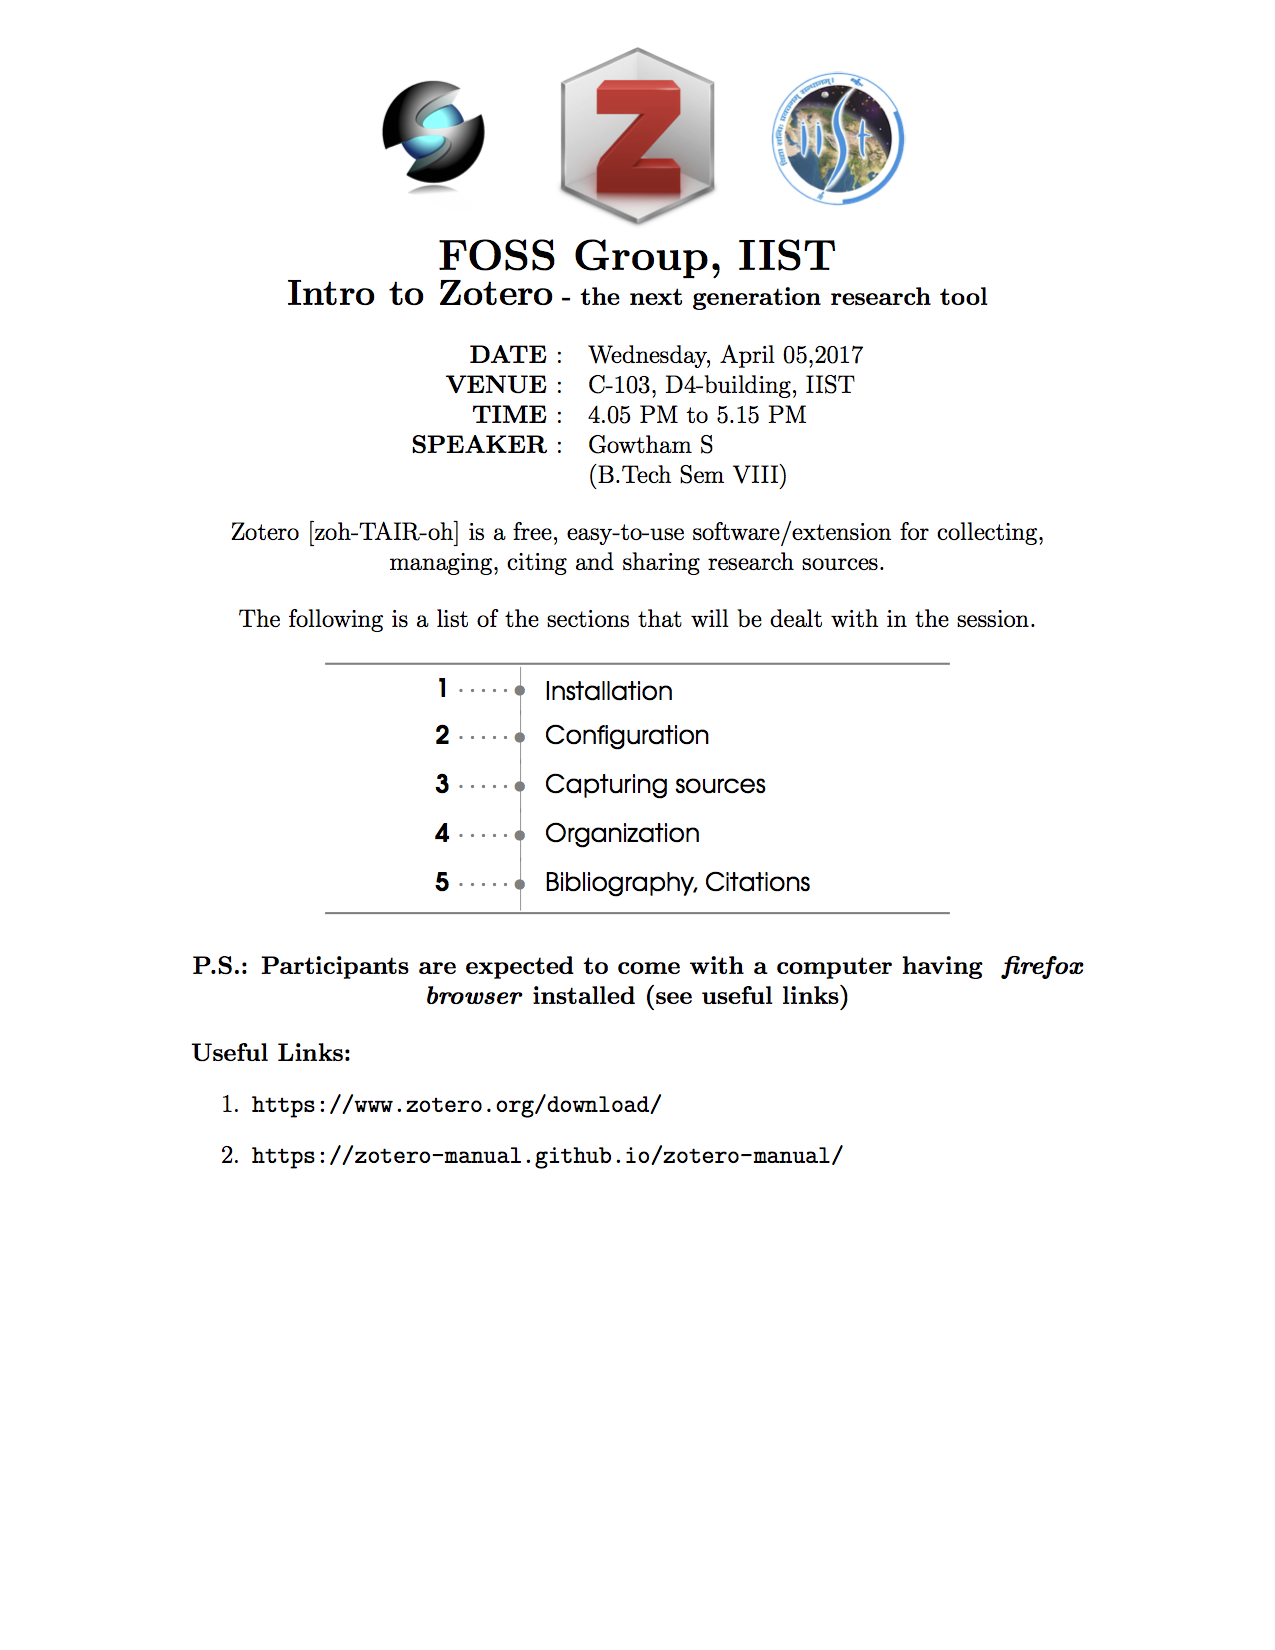 Z
iist
FOSS Group, IIST
Intro to Zotero - the next generation research tool
DATE : Wednesday, April 05,2017
VENUE : C-103, D4-building, IIST
TIME : 4.05 PM to 5.15 PM
SPEAKER : Gowtham S
(B.Tech Sem VIII)
Zotero [zoh-TAIR-oh] is a free, easy-to-use software/extension for collecting,
managing, citing and sharing research sources.
The following is a list of the sections that will be dealt with in the session.
1 ····· Installation
2 ····· Configuration
3 ····· Capturing sources
4 ····· Organization
5 ····· Bibliography, Citations
P.S.: Participants are expected to come with a computer having firefox
browser installed (see useful links)
Useful Links:
1. https://www.zotero.org/download/
2. https://zotero-manual.github.io/zotero-manual/